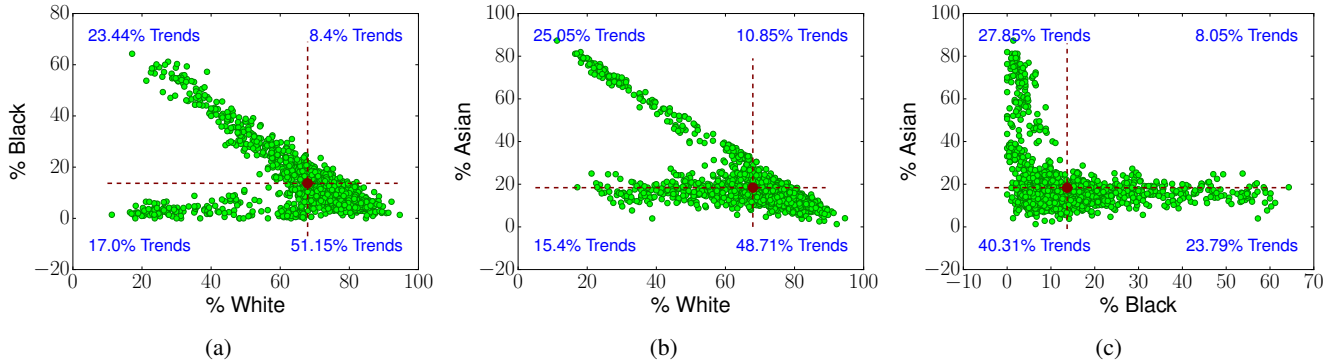 80
23.44% Trends 8.4% Trends
60
40
20
0
−20
% Black
17.0% Trends 51.15% Trends
0 20 40 60 80 100
% White
(a)
100
25.05% Trends 10.85% Trends
80
60
40
20
0
−20
% Asian
15.4% Trends 48.71% Trends
0 20 40 60 80 100
% White
(b)
100
27.85% Trends 8.05% Trends
80
60
40
20
0
−20
% Asian
40.31% Trends 23.79% Trends
−10 0 10 20 30 40 50 60 70
% Black
(c)